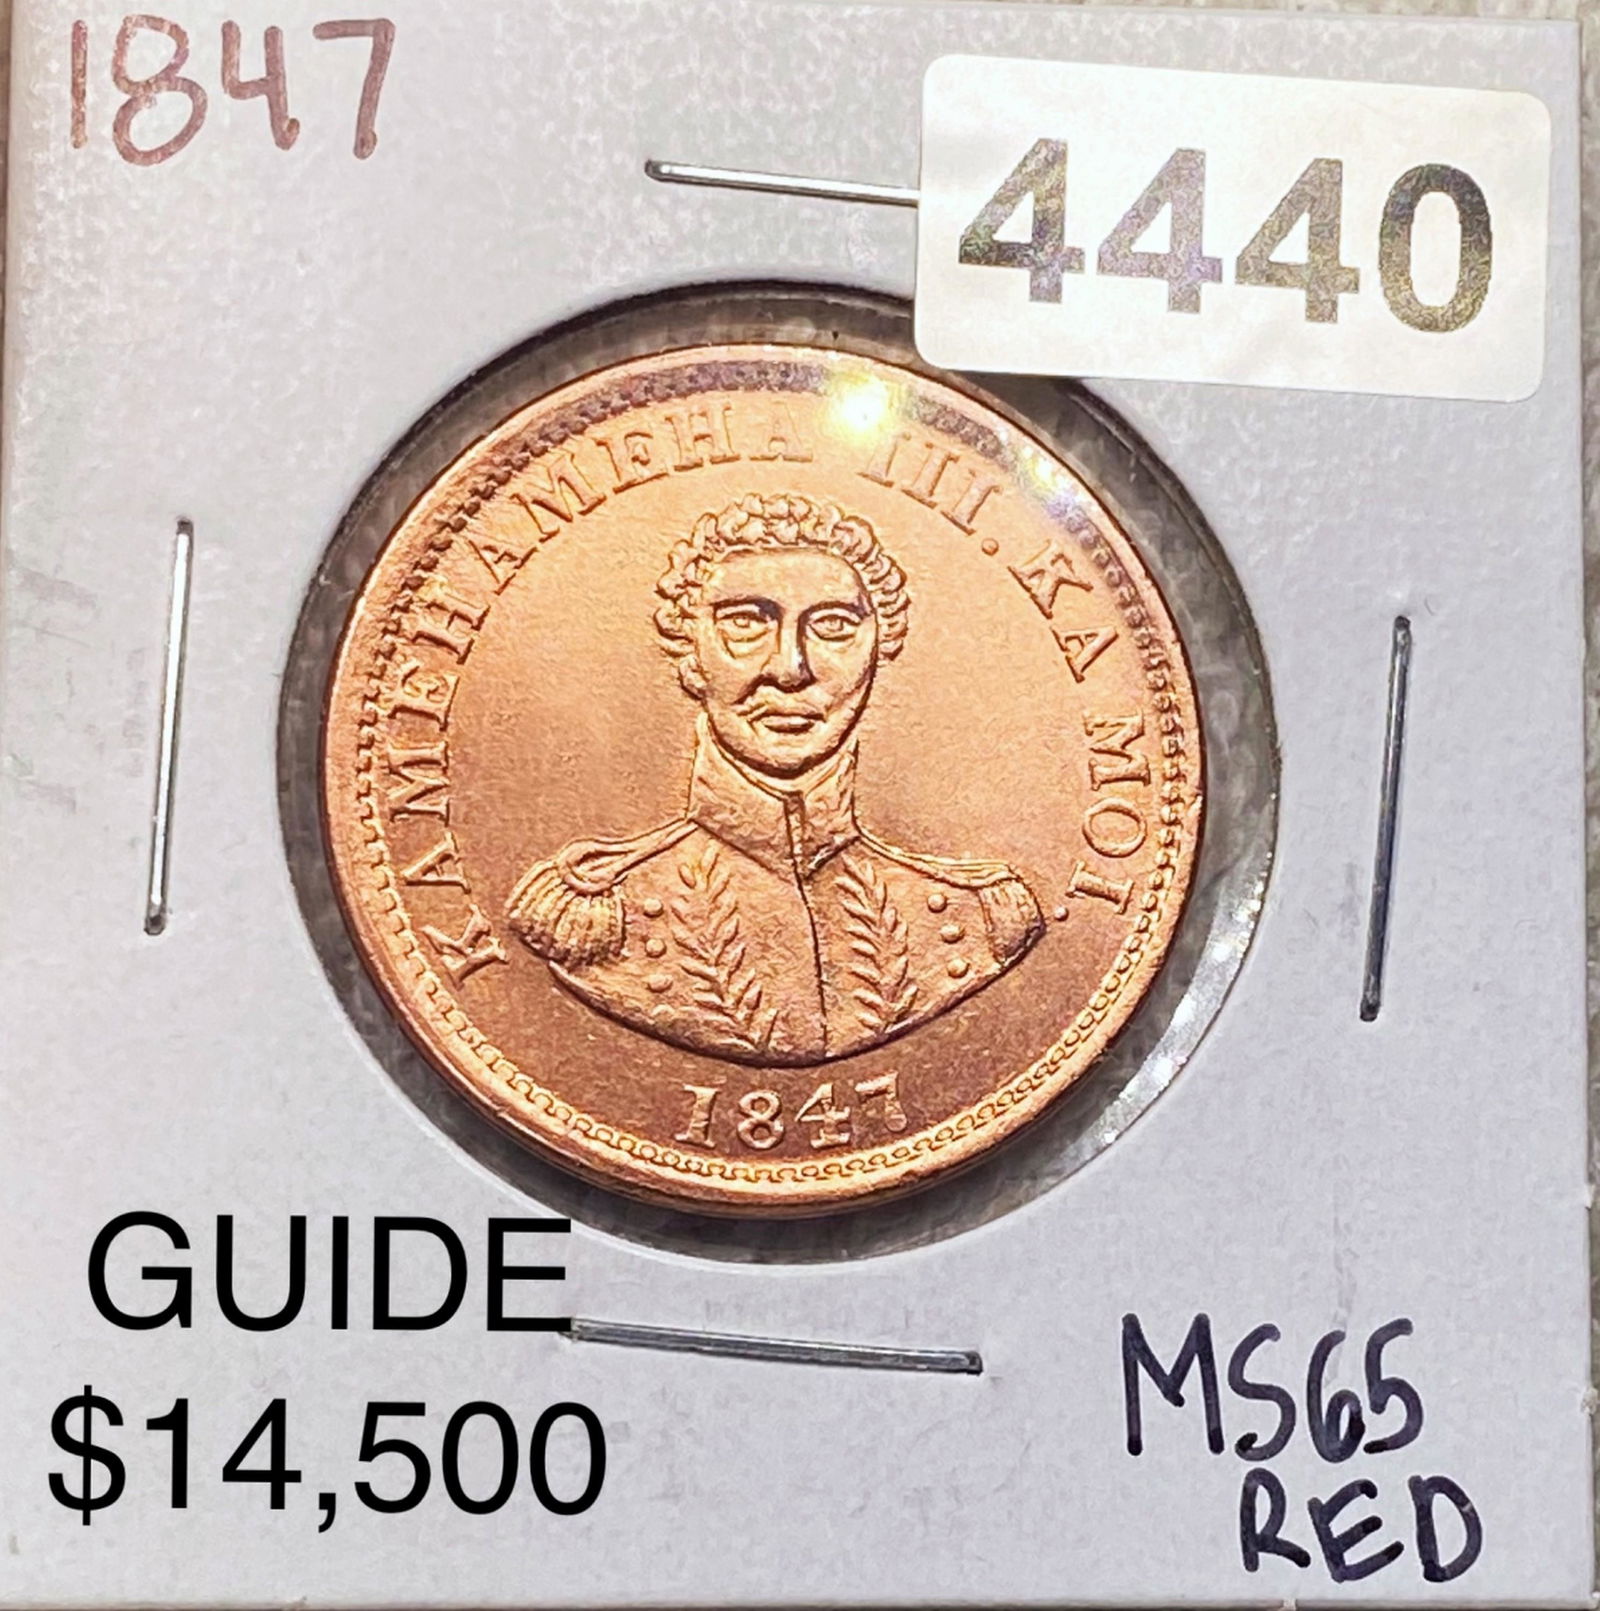 1847
4440
KAMEHAMEHA III. KA MOI.
1847
GUIDE
$14,500
MS65
RED